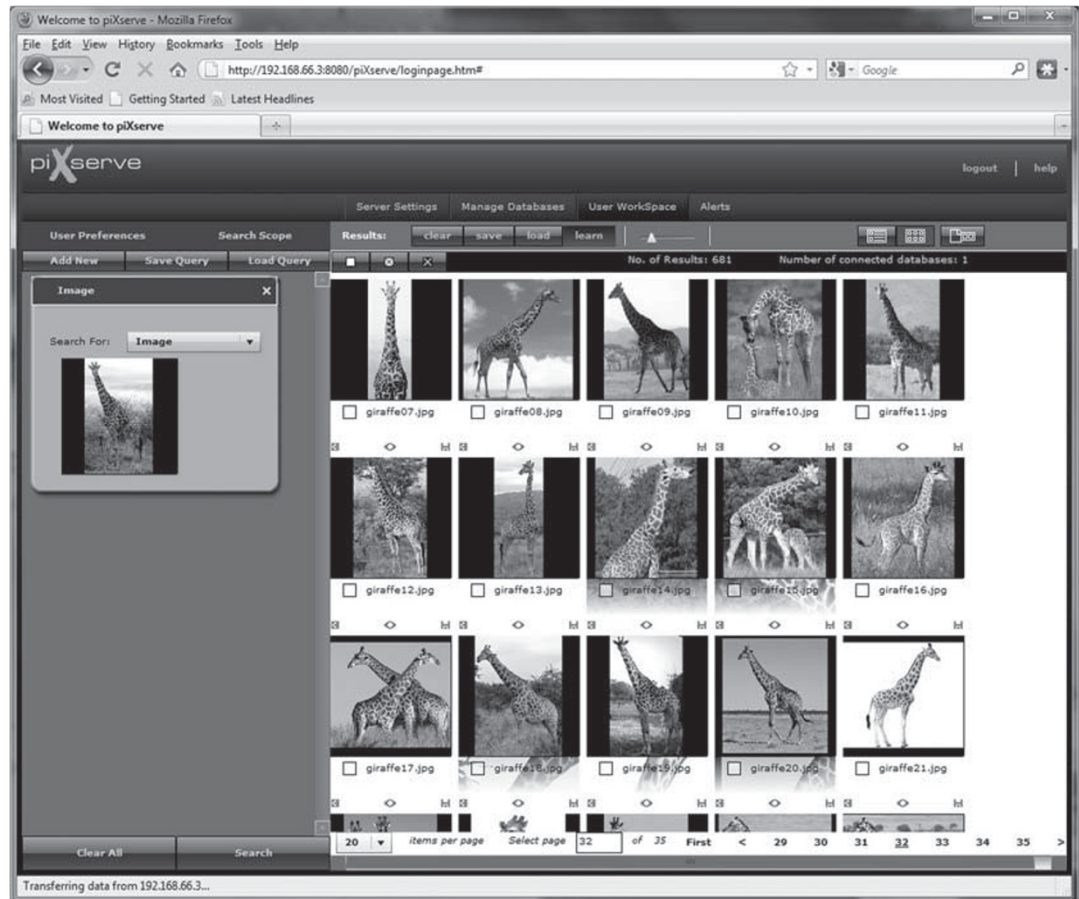 Welcome to piXserve - Mozilla Firefox
File Edit View History Bookmarks Tools Help
http://192.168.66.3:8080/piXserve/loginpage.htm#
Google
Most Visited Getting Started Latest Headlines
Welcome to piXserve
piXserve
logout | help
Server Settings Manage Databases User WorkSpace Alerts
User Preferences Search Scope Results: clear save load learn
Add New Save Query Load Query No. of Results: 681 Number of connected databases: 1
Image
Search For: Image
giraffe07.jpg giraffe08.jpg giraffe09.jpg giraffe10.jpg giraffe11.jpg
giraffe12.jpg giraffe13.jpg giraffe14.jpg giraffe15.jpg giraffe16.jpg
giraffe17.jpg giraffe18.jpg giraffe19.jpg giraffe20.jpg giraffe21.jpg
20 items per page Select page 32 of 35 First < 29 30 31 32 33 34 35 >
Clear All Search
Transferring data from 192.168.66.3...